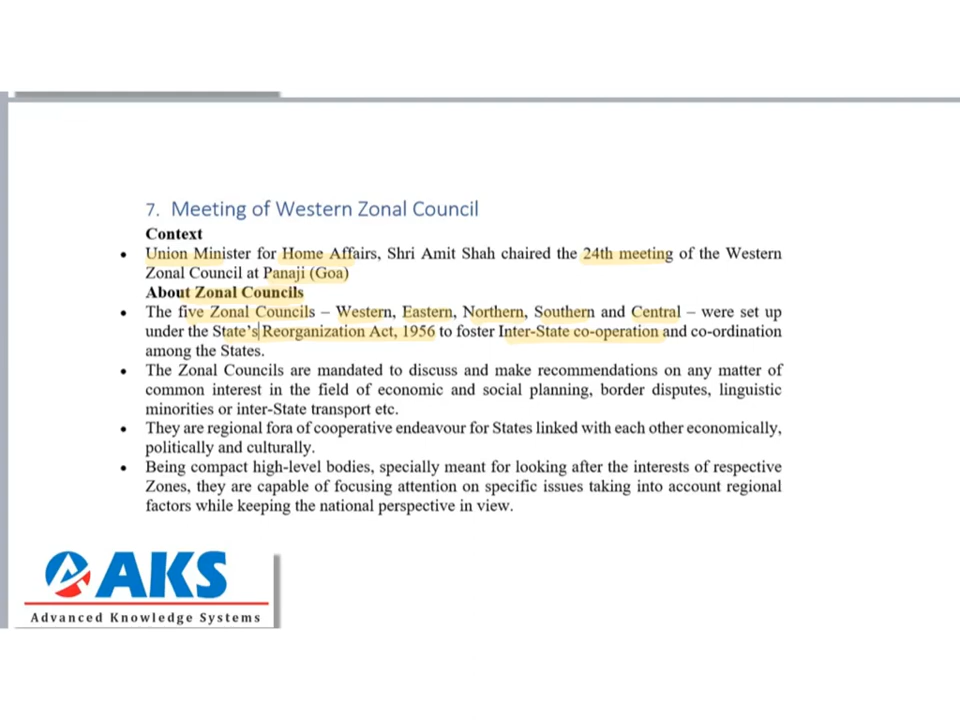 7. Meeting of Western Zonal Council
Context
• Union Minister for Home Affairs, Shri Amit Shah chaired the 24th meeting of the Western
Zonal Council at Panaji (Goa)
About Zonal Councils
• The five Zonal Councils – Western, Eastern, Northern, Southern and Central – were set up
under the State's Reorganization Act, 1956 to foster Inter-State co-operation and co-ordination
among the States.
• The Zonal Councils are mandated to discuss and make recommendations on any matter of
common interest in the field of economic and social planning, border disputes, linguistic
minorities or inter-State transport etc.
• They are regional fora of cooperative endeavour for States linked with each other economically,
politically and culturally.
• Being compact high-level bodies, specially meant for looking after the interests of respective
Zones, they are capable of focusing attention on specific issues taking into account regional
factors while keeping the national perspective in view.
AKS
Advanced Knowledge Systems